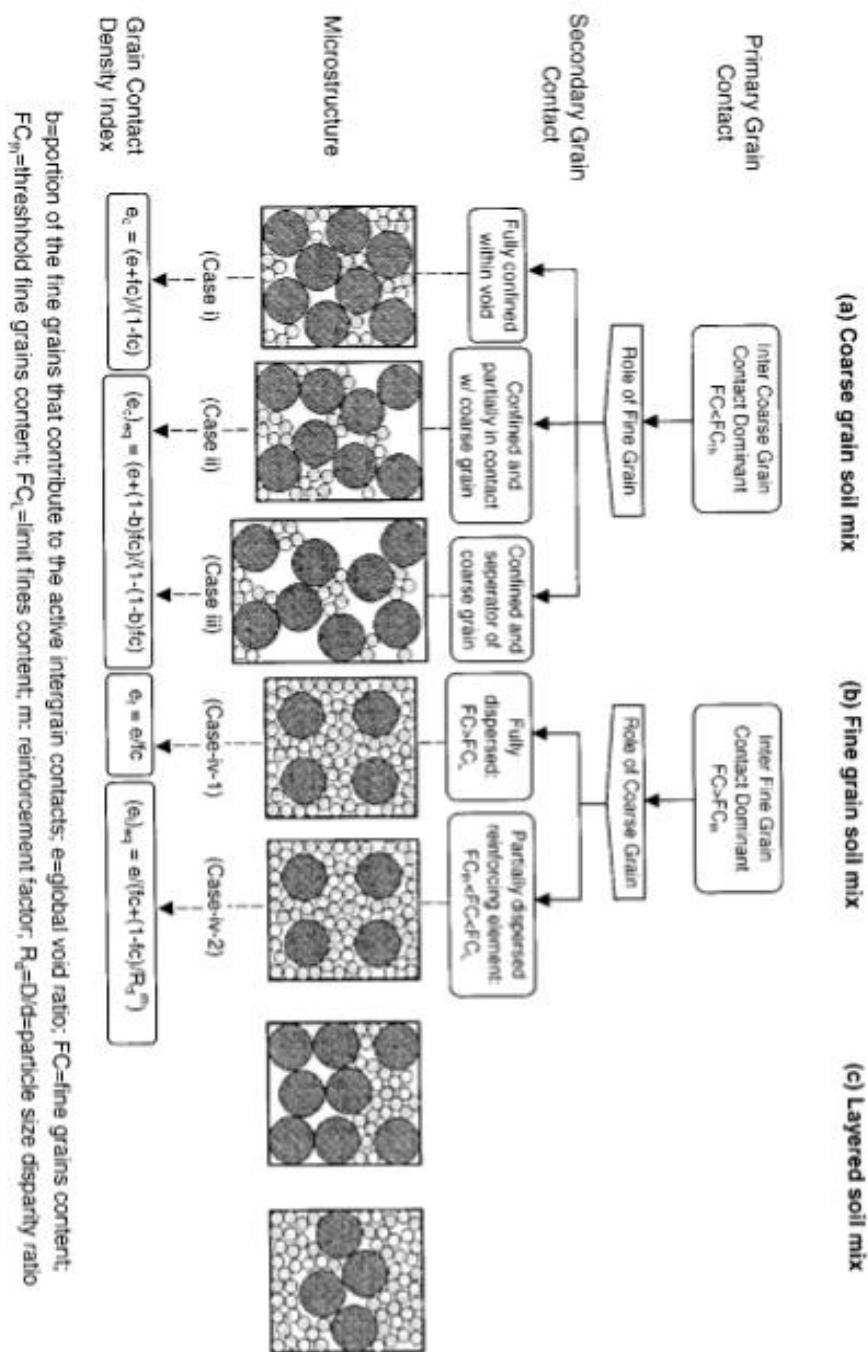 (a) Coarse grain soil mix
(b) Fine grain soil mix
(c) Layered soil mix
Primary Grain
Contact
Inter Coarse Grain
Contact Dominant
FC<FCth
Inter Fine Grain
Contact Dominant
FC>FCth
Role of Fine Grain
Role of Coarse Grain
Secondary Grain
Contact
Fully confined
within void
Confined and
partially in contact
w/ coarse grain
Confined and
seperator of
coarse grain
Fully
dispersed:
FC>FCL
Partially dispersed
reinforcing element:
FCth<FC<FCL
Microstructure
(Case i)
(Case ii)
(Case iii)
(Case-iv-1)
(Case-iv-2)
Grain Contact
Density Index
ec = (e+fc)/(1-fc)
(ec)eq = (e+(1-b)fc)/(1-(1-b)fc)
ef = e/fc
(ef)eq = e/(fc+(1-fc)/Rd^m)
b=portion of the fine grains that contribute to the active intergrain contacts; e=global void ratio; FC=fine grains content;
FCth=threshhold fine grains content; FCL=limit fines content; m: reinforcement factor; Rd=D/d=particle size disparity ratio